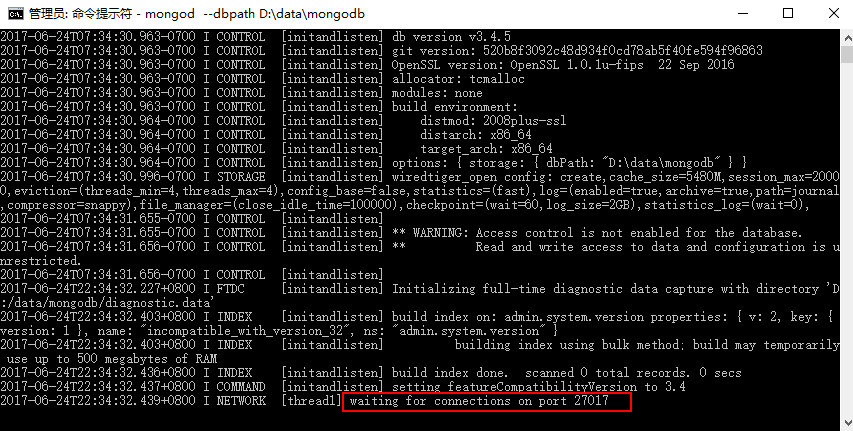 管理员: 命令提示符 - mongod  --dbpath D:\data\mongodb
2017-06-24T07:34:30.963-0700 I CONTROL  [initandlisten] db version v3.4.5
2017-06-24T07:34:30.963-0700 I CONTROL  [initandlisten] git version: 520b8f3092c48d934f0cd78ab5f40fe594f96863
2017-06-24T07:34:30.963-0700 I CONTROL  [initandlisten] OpenSSL version: OpenSSL 1.0.1u-fips  22 Sep 2016
2017-06-24T07:34:30.963-0700 I CONTROL  [initandlisten] allocator: tcmalloc
2017-06-24T07:34:30.963-0700 I CONTROL  [initandlisten] modules: none
2017-06-24T07:34:30.964-0700 I CONTROL  [initandlisten] build environment:
2017-06-24T07:34:30.964-0700 I CONTROL  [initandlisten]     distmod: 2008plus-ssl
2017-06-24T07:34:30.964-0700 I CONTROL  [initandlisten]     distarch: x86_64
2017-06-24T07:34:30.964-0700 I CONTROL  [initandlisten]     target_arch: x86_64
2017-06-24T07:34:30.964-0700 I CONTROL  [initandlisten] options: { storage: { dbPath: "D:\data\mongodb" } }
2017-06-24T07:34:30.996-0700 I STORAGE  [initandlisten] wiredtiger_open config: create,cache_size=5480M,session_max=2000
0,eviction=(threads_min=4,threads_max=4),config_base=false,statistics=(fast),log=(enabled=true,archive=true,path=journal
,compressor=snappy),file_manager=(close_idle_time=100000),checkpoint=(wait=60,log_size=2GB),statistics_log=(wait=0),
2017-06-24T07:34:31.655-0700 I CONTROL  [initandlisten]
2017-06-24T07:34:31.655-0700 I CONTROL  [initandlisten] ** WARNING: Access control is not enabled for the database.
2017-06-24T07:34:31.656-0700 I CONTROL  [initandlisten] **          Read and write access to data and configuration is u
nrestricted.
2017-06-24T07:34:31.656-0700 I CONTROL  [initandlisten]
2017-06-24T22:34:32.227+0800 I FTDC     [initandlisten] Initializing full-time diagnostic data capture with directory 'D
:/data/mongodb/diagnostic.data'
2017-06-24T22:34:32.403+0800 I INDEX    [initandlisten] build index on: admin.system.version properties: { v: 2, key: {
version: 1 }, name: "incompatible_with_version_32", ns: "admin.system.version" }
2017-06-24T22:34:32.403+0800 I INDEX    [initandlisten]          building index using bulk method; build may temporarily
 use up to 500 megabytes of RAM
2017-06-24T22:34:32.436+0800 I INDEX    [initandlisten] build index done.  scanned 0 total records. 0 secs
2017-06-24T22:34:32.437+0800 I COMMAND  [initandlisten] setting featureCompatibilityVersion to 3.4
2017-06-24T22:34:32.439+0800 I NETWORK  [thread1] waiting for connections on port 27017